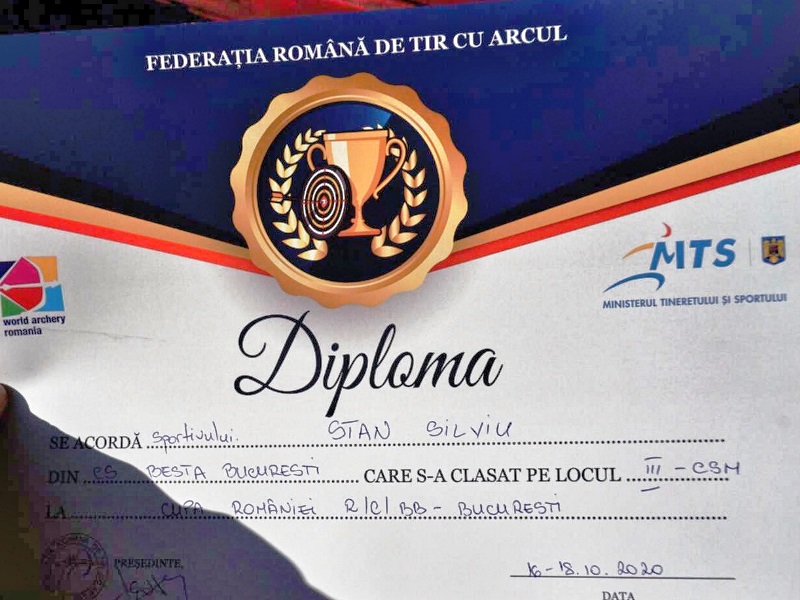 FEDERAȚIA ROMÂNĂ DE TIR CU ARCUL
MTS
MINISTERUL TINERETULUI ȘI SPORTULUI
world archery
romania
Diploma
SE ACORDĂ sportivului. STAN SILVIU
DIN CS BESTA BUCURESTI CARE S-A CLASAT PE LOCUL III - CSM
LA CUPA ROMÂNIEI R/C/BB - BUCURESTI
PREȘEDINTE,
16-18.10.2020
DATA